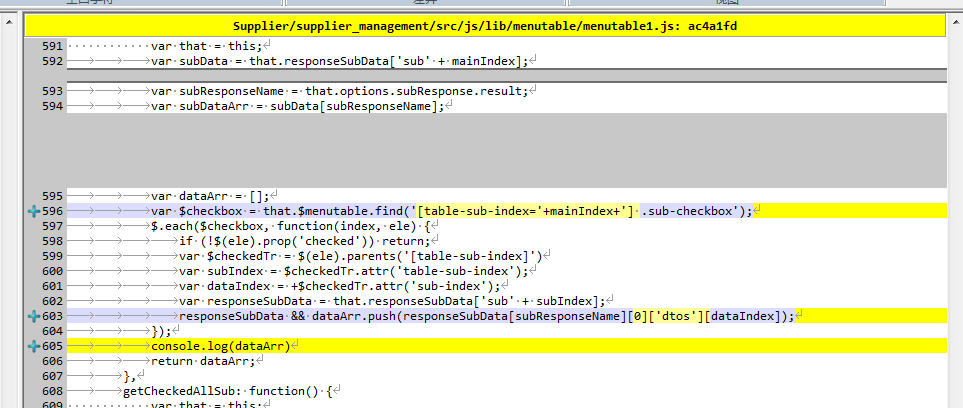 Supplier/supplier_management/src/js/lib/menutable/menutable1.js: ac4a1fd
591 var that = this;
592 var subData = that.responseSubData['sub' + mainIndex];
593 var subResponseName = that.options.subResponse.result;
594 var subDataArr = subData[subResponseName];
595 var dataArr = [];
596 var $checkbox = that.$menutable.find('[table-sub-index='+mainIndex+'] .sub-checkbox');
597 $.each($checkbox, function(index, ele) {
598 if (!$(ele).prop('checked')) return;
599 var $checkedTr = $(ele).parents('[table-sub-index]')
600 var subIndex = $checkedTr.attr('table-sub-index');
601 var dataIndex = +$checkedTr.attr('sub-index');
602 var responseSubData = that.responseSubData['sub' + subIndex];
603 responseSubData && dataArr.push(responseSubData[subResponseName][0]['dtos'][dataIndex]);
604 });
605 console.log(dataArr)
606 return dataArr;
607 },
608 getCheckedAllSub: function() {
609 var that = this;